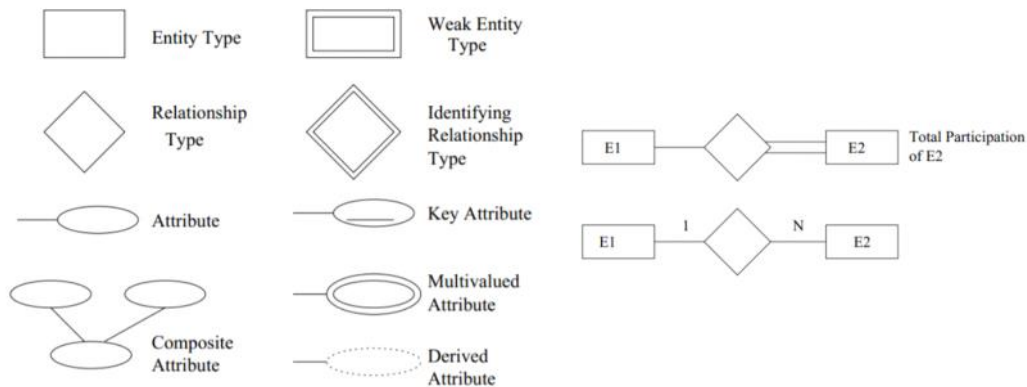 Entity Type
Weak Entity
Type
Relationship
Type
Identifying
Relationship
Type
Attribute
Key Attribute
Composite
Attribute
Multivalued
Attribute
Derived
Attribute
E1
E2
Total Participation
of E2
E1
1
N
E2